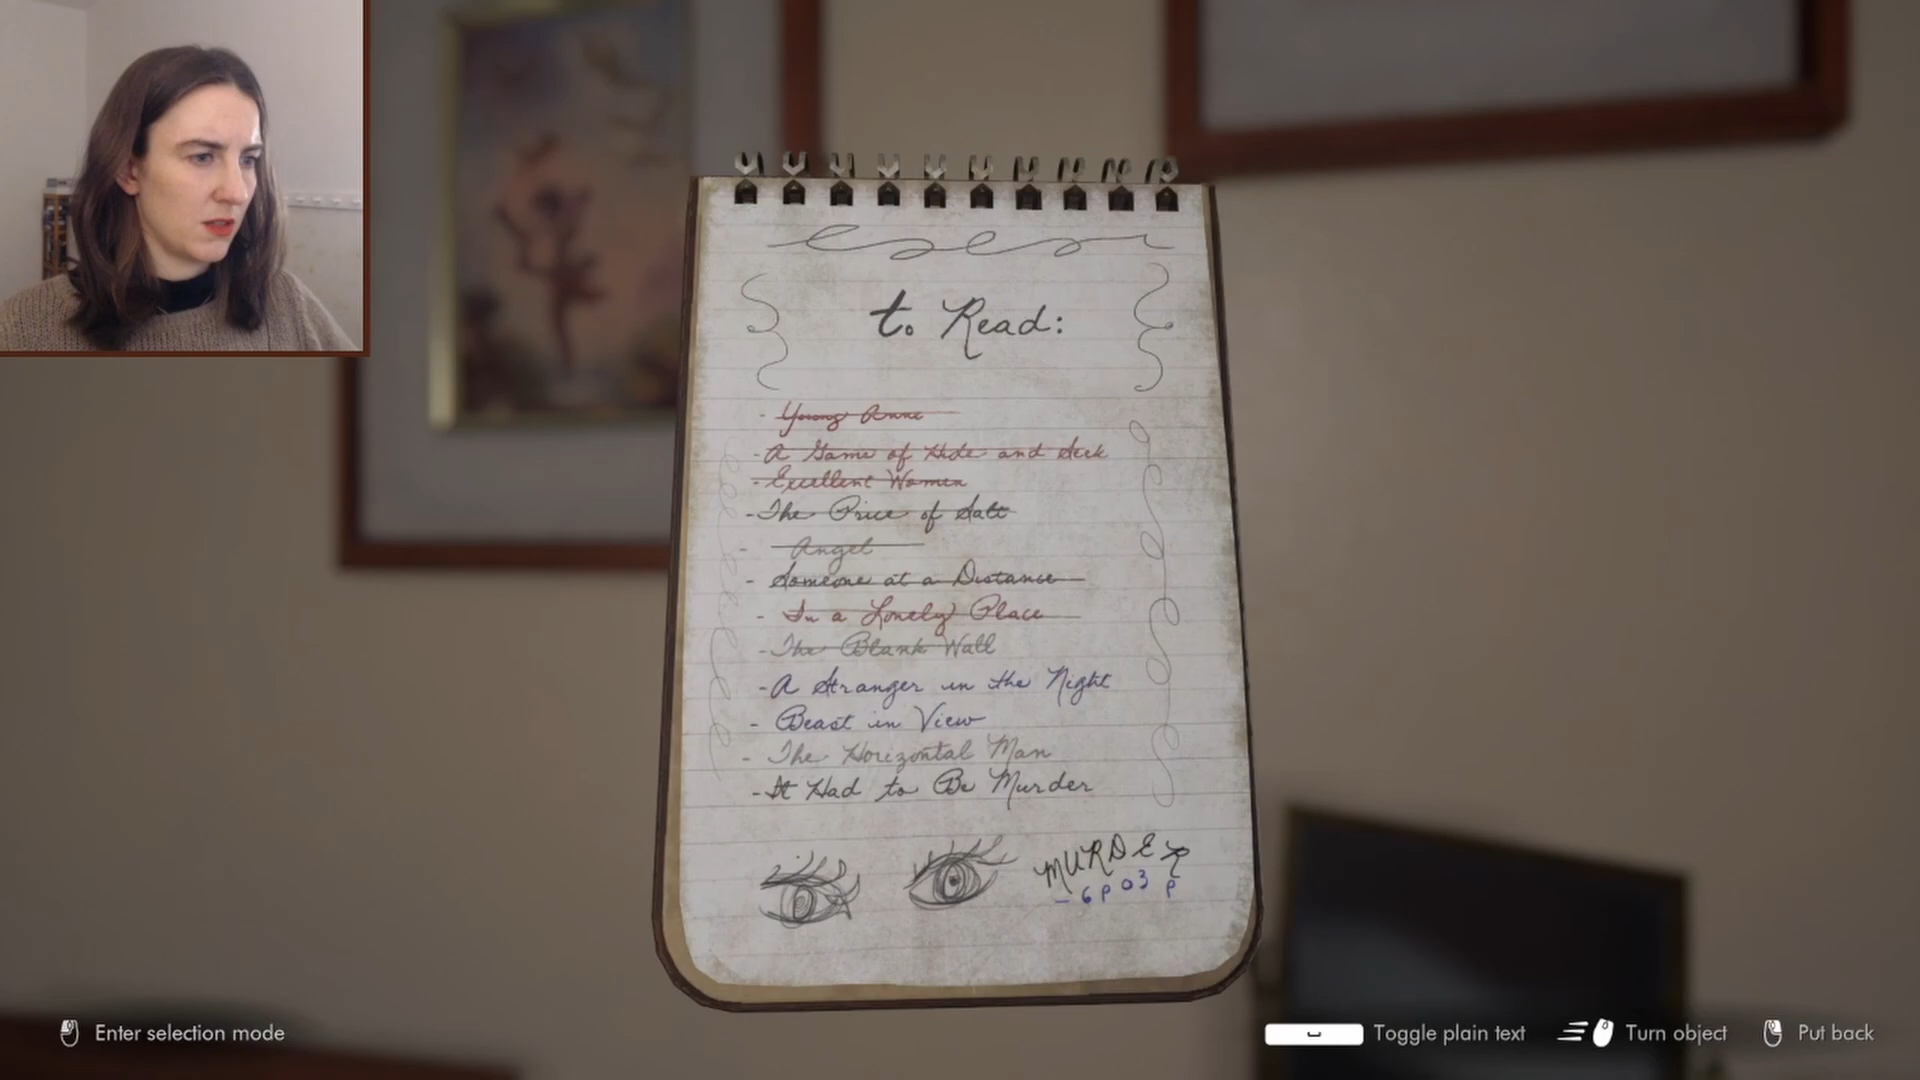 to Read:
- Young Anne
- A Game of Hide and Seek
- Excellent Women
- The Price of Salt
- Angel
- Someone at a Distance
- In a Lonely Place
- The Blank Wall
- A Stranger in the Night
- Beast in View
- The Horizontal Man
- It Had to Be Murder
MURDER
- 6 p 03 p
Enter selection mode
Toggle plain text
Turn object
Put back